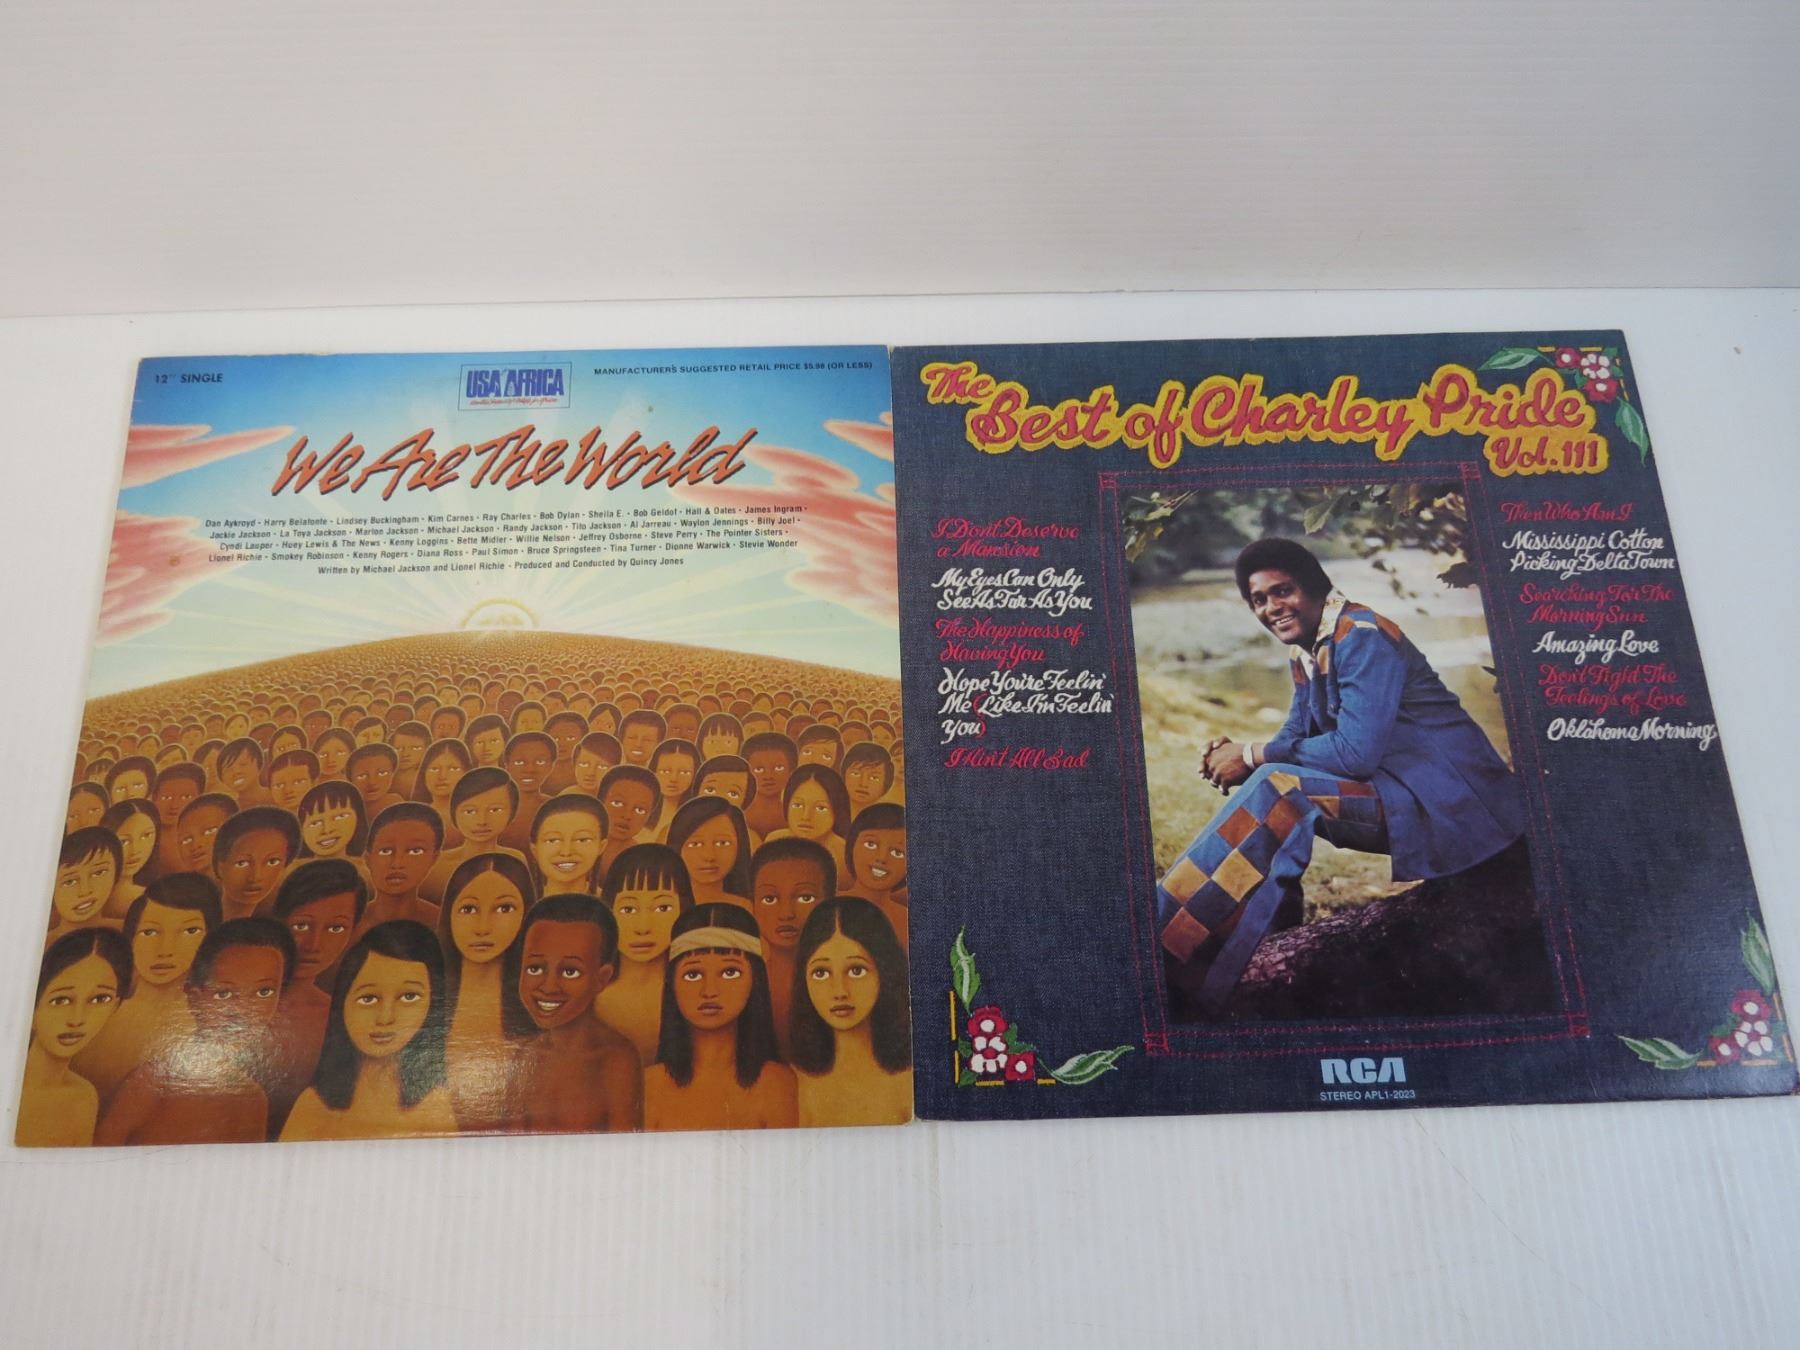 12" SINGLE
USA AFRICA
MANUFACTURER'S SUGGESTED RETAIL PRICE $5.98 (OR LESS)
We Are The World
Dan Aykroyd • Harry Belafonte • Lindsey Buckingham • Kim Carnes • Ray Charles • Bob Dylan • Sheila E. • Bob Geldof • Hall & Oates • James Ingram •
Jackie Jackson • La Toya Jackson • Marlon Jackson • Michael Jackson • Randy Jackson • Tito Jackson • Al Jarreau • Waylon Jennings • Billy Joel •
Cyndi Lauper • Huey Lewis & The News • Kenny Loggins • Bette Midler • Willie Nelson • Jeffrey Osborne • Steve Perry • The Pointer Sisters •
Lionel Richie • Smokey Robinson • Kenny Rogers • Diana Ross • Paul Simon • Bruce Springsteen • Tina Turner • Dionne Warwick • Stevie Wonder
Written by Michael Jackson and Lionel Richie • Produced and Conducted by Quincy Jones
The
Best of Charley Pride
Vol. III
I Don't Deserve
a Mansion
My Eyes Can Only
See As Far As You
The Happiness of
Having You
Hope You're Feelin'
Me (Like I'm Feelin'
You)
I Ain't All Bad
Then Who Am I
Mississippi Cotton
Picking Delta Town
Searching For The
Morning Sun
Amazing Love
Don't Fight The
Feelings of Love
Oklahoma Morning
RCA
STEREO APL1-2023